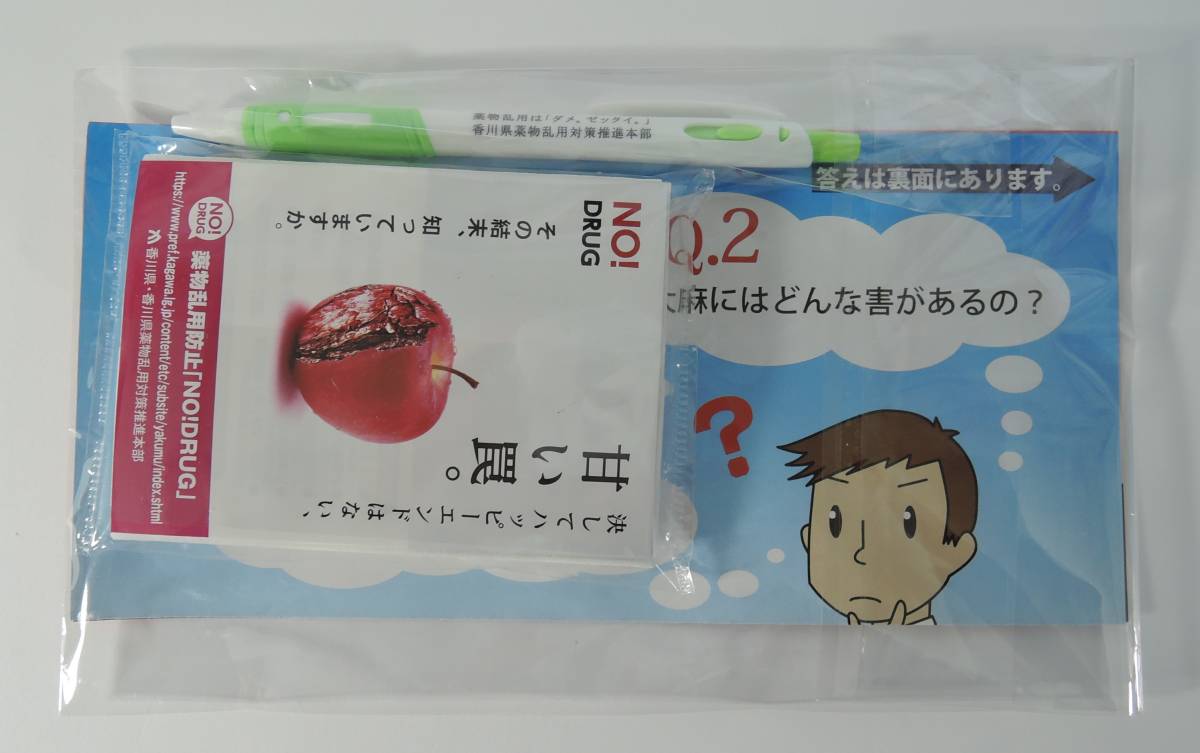 薬物乱用は「ダメ。ゼッタイ。」
香川県薬物乱用対策推進本部
答えは裏面にあります。
Q.2
大麻にはどんな害があるの？
?
NO!
DRUG
その結末、知っていますか。
甘い罠。
決してハッピーエンドはない、
NO!
DRUG
薬物乱用防止「NO!DRUG」
https://www.pref.kagawa.lg.jp/content/etc/subsite/yakumu/index.shtml
香川県・香川県薬物乱用対策推進本部